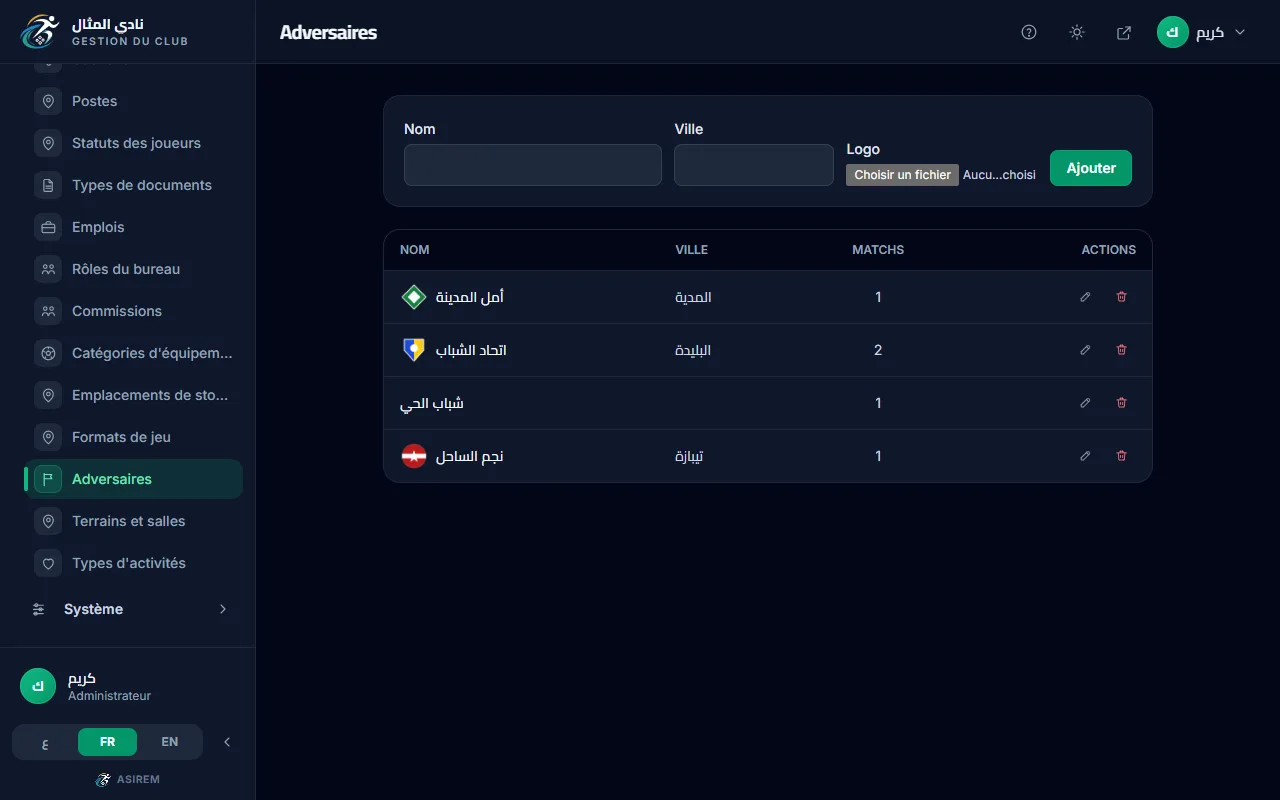 نادي المثال
GESTION DU CLUB
Adversaires
كريم
Postes
Statuts des joueurs
Types de documents
Emplois
Rôles du bureau
Commissions
Catégories d'équipem...
Emplacements de sto...
Formats de jeu
Adversaires
Terrains et salles
Types d'activités
Système
كريم
Administrateur
ع
FR
EN
ASIREM
Nom
Ville
Logo
Choisir un fichier
Aucu...choisi
Ajouter
NOM VILLE MATCHS ACTIONS
أمل المدينة المدية 1
اتحاد الشباب البليدة 2
شباب الحي 1
نجم الساحل تيبازة 1